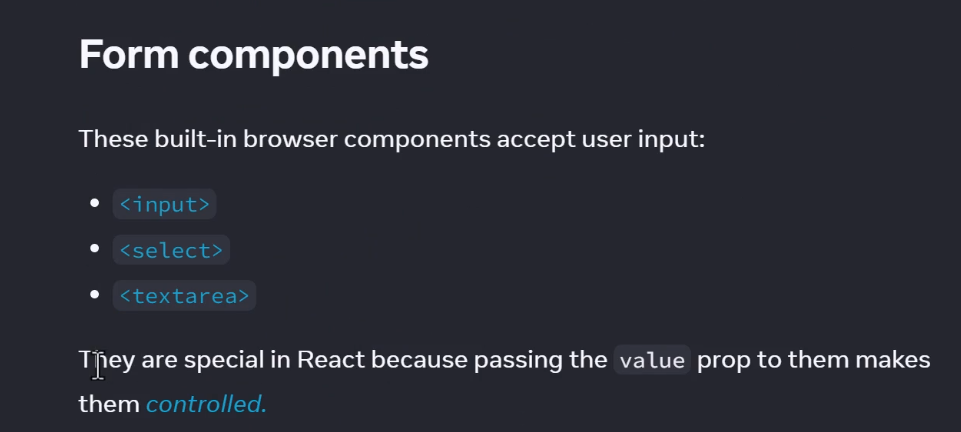 Form components
These built-in browser components accept user input:
• <input>
• <select>
• <textarea>
They are special in React because passing the value prop to them makes
them controlled.